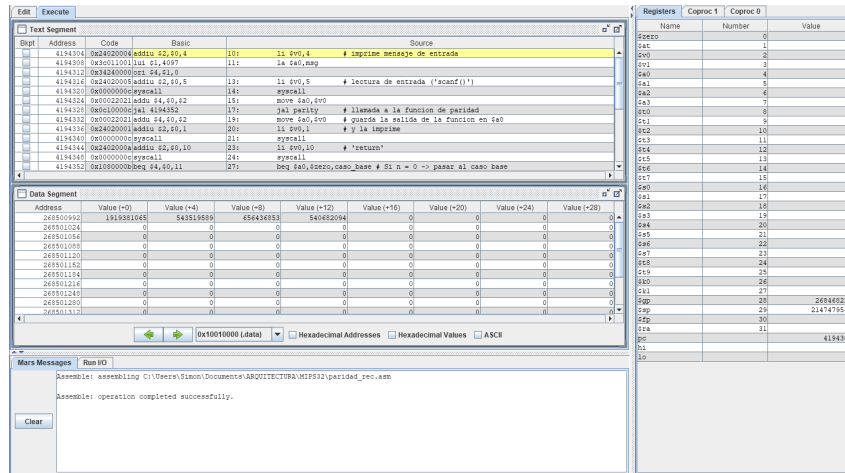 Edit Execute
Text Segment
Bkpt Address Code Basic Source
4194304 0x24020004 addiu $2,$0,4 10: li $v0,4 # imprime mensaje de entrada
4194308 0x3c011001 lui $1,4097 11: la $a0,msg
4194312 0x34240000 ori $4,$1,0
4194316 0x24020005 addiu $2,$0,5 13: li $v0,5 # lectura de entrada ('scanf()')
4194320 0x0000000c syscall 14: syscall
4194324 0x00022021 addu $4,$0,$2 15: move $a0,$v0
4194328 0x0c10000c jal 4194352 17: jal parity # llamada a la funcion de paridad
4194332 0x00022021 addu $4,$0,$2 19: move $a0,$v0 # guarda la salida de la funcion en $a0
4194336 0x24020001 addiu $2,$0,1 20: li $v0,1 # y la imprime
4194340 0x0000000c syscall 21: syscall
4194344 0x2402000a addiu $2,$0,10 23: li $v0,10 # 'return'
4194348 0x0000000c syscall 24: syscall
4194352 0x1080000b beq $4,$0,11 27: beq $a0,$zero,caso_base # Si n = 0 -> pasar al caso base
Data Segment
Address Value (+0) Value (+4) Value (+8) Value (+12) Value (+16) Value (+20) Value (+24) Value (+28)
268500992 1919381065 543519589 656436853 540682094 0 0 0 0
268501024 0 0 0 0 0 0 0 0
268501056 0 0 0 0 0 0 0 0
268501088 0 0 0 0 0 0 0 0
268501120 0 0 0 0 0 0 0 0
268501152 0 0 0 0 0 0 0 0
268501184 0 0 0 0 0 0 0 0
268501216 0 0 0 0 0 0 0 0
268501248 0 0 0 0 0 0 0 0
268501280 0 0 0 0 0 0 0 0
268501312 0 0 0 0 0 0 0 0
0x10010000 (.data) Hexadecimal Addresses Hexadecimal Values ASCII
Mars Messages Run I/O
Assemble: assembling C:\Users\Simon\Documents\ARQUITECTURA\MIPS32\paridad_rec.asm
Assemble: operation completed successfully.
Clear
Registers Coproc 1 Coproc 0
Name Number Value
$zero 0
$at 1
$v0 2
$v1 3
$a0 4
$a1 5
$a2 6
$a3 7
$t0 8
$t1 9
$t2 10
$t3 11
$t4 12
$t5 13
$t6 14
$t7 15
$s0 16
$s1 17
$s2 18
$s3 19
$s4 20
$s5 21
$s6 22
$s7 23
$t8 24
$t9 25
$k0 26
$k1 27
$gp 28 26846822
$sp 29 214747954
$fp 30
$ra 31
pc 419430
hi
lo